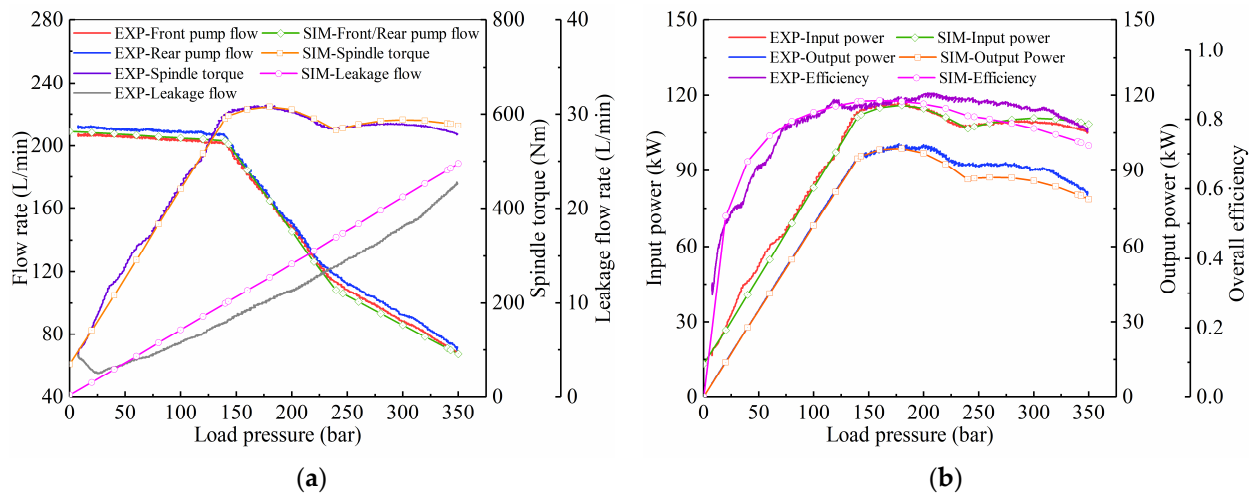 EXP-Front pump flow
SIM-Front/Rear pump flow
EXP-Rear pump flow
SIM-Spindle torque
EXP-Spindle torque
SIM-Leakage flow
EXP-Leakage flow
Flow rate (L/min)
280
240
200
160
120
80
40
0 50 100 150 200 250 300 350
Load pressure (bar)
800
600
400
200
0
Spindle torque (Nm)
40
30
20
10
0
Leakage flow rate (L/min)
(a)
EXP-Input power
SIM-Input power
EXP-Output power
SIM-Output Power
EXP-Efficiency
SIM-Efficiency
Input power (kW)
150
120
90
60
30
0
0 50 100 150 200 250 300 350
Load pressure (bar)
150
120
90
60
30
0
Output power (kW)
1.0
0.8
0.6
0.4
0.2
0.0
Overall efficiency
(b)